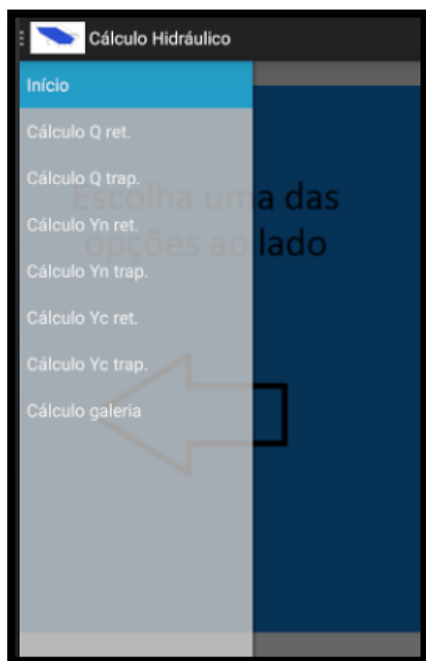 Cálculo Hidráulico
Início
Cálculo Q ret.
Cálculo Q trap.
Cálculo Yn ret.
Cálculo Yn trap.
Cálculo Yc ret.
Cálculo Yc trap.
Cálculo galeria
Escolha uma das
opções ao lado